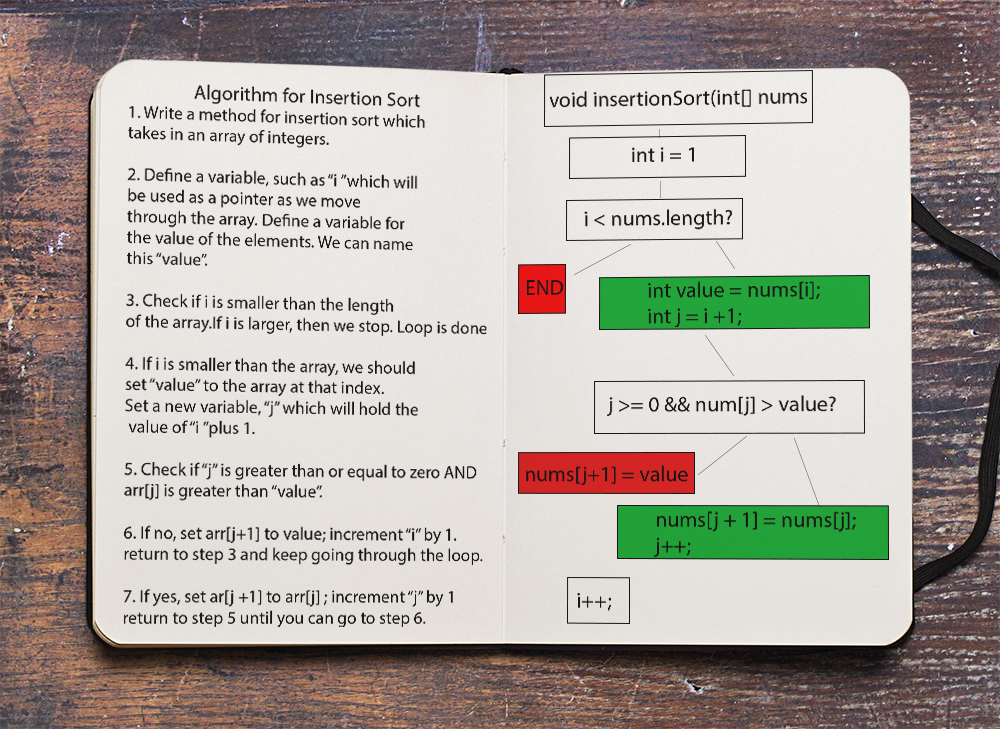 Algorithm for Insertion Sort
1. Write a method for insertion sort which
takes in an array of integers.
2. Define a variable, such as “i ”which will
be used as a pointer as we move
through the array. Define a variable for
the value of the elements. We can name
this “value”.
3. Check if i is smaller than the length
of the array.If i is larger, then we stop. Loop is done
4. If i is smaller than the array, we should
set “value” to the array at that index.
Set a new variable, “j” which will hold the
value of “i ”plus 1.
5. Check if “j” is greater than or equal to zero AND
arr[j] is greater than “value”.
6. If no, set arr[j+1] to value; increment “i” by 1.
return to step 3 and keep going through the loop.
7. If yes, set ar[j +1] to arr[j] ; increment “j” by 1
return to step 5 until you can go to step 6.
void insertionSort(int[] nums
int i = 1
i < nums.length?
END
int value = nums[i];
int j = i +1;
j >= 0 && num[j] > value?
nums[j+1] = value
nums[j + 1] = nums[j];
j++;
i++;